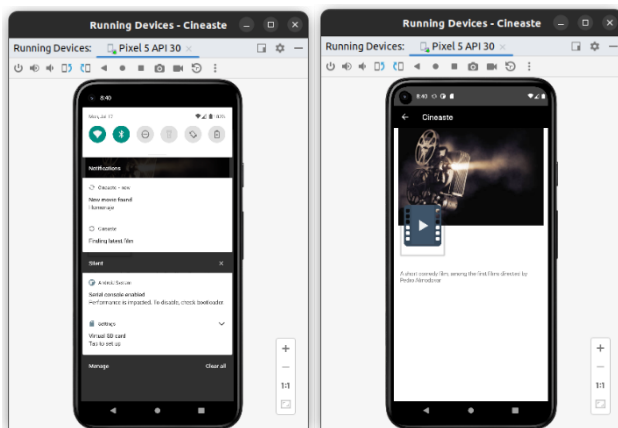 Running Devices - Cineaste
Running Devices:
Pixel 5 API 30
8:40
Notifications
Cineaste • now
New movie found
Cineaste
Finding latest film
Silent
Android System
Serial console enabled
Performance is impacted. To disable, check bootloader
Settings
Virtual SD card
Tap to set up
Manage
Clear all
1:1
Running Devices - Cineaste
Running Devices:
Pixel 5 API 30
8:40
Cineaste
A short comedy film, among the first films directed by
Pedro Almodovar
1:1